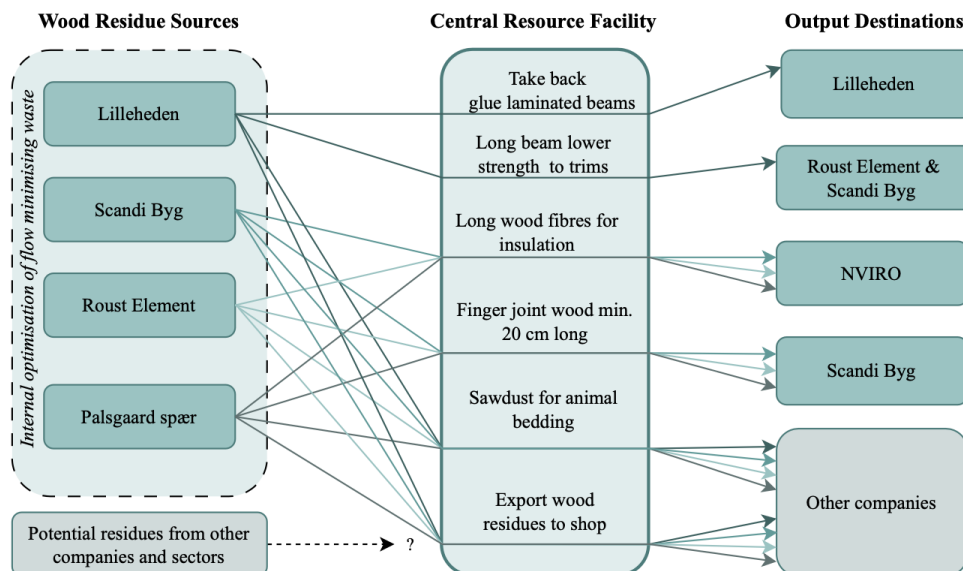 Wood Residue Sources
Central Resource Facility
Output Destinations
Internal optimisation of flow minimising waste
Lilleheden
Scandi Byg
Roust Element
Palsgaard spær
Potential residues from other
companies and sectors
?
Take back
glue laminated beams
Long beam lower
strength to trims
Long wood fibres for
insulation
Finger joint wood min.
20 cm long
Sawdust for animal
bedding
Export wood
residues to shop
Lilleheden
Roust Element &
Scandi Byg
NVIRO
Scandi Byg
Other companies